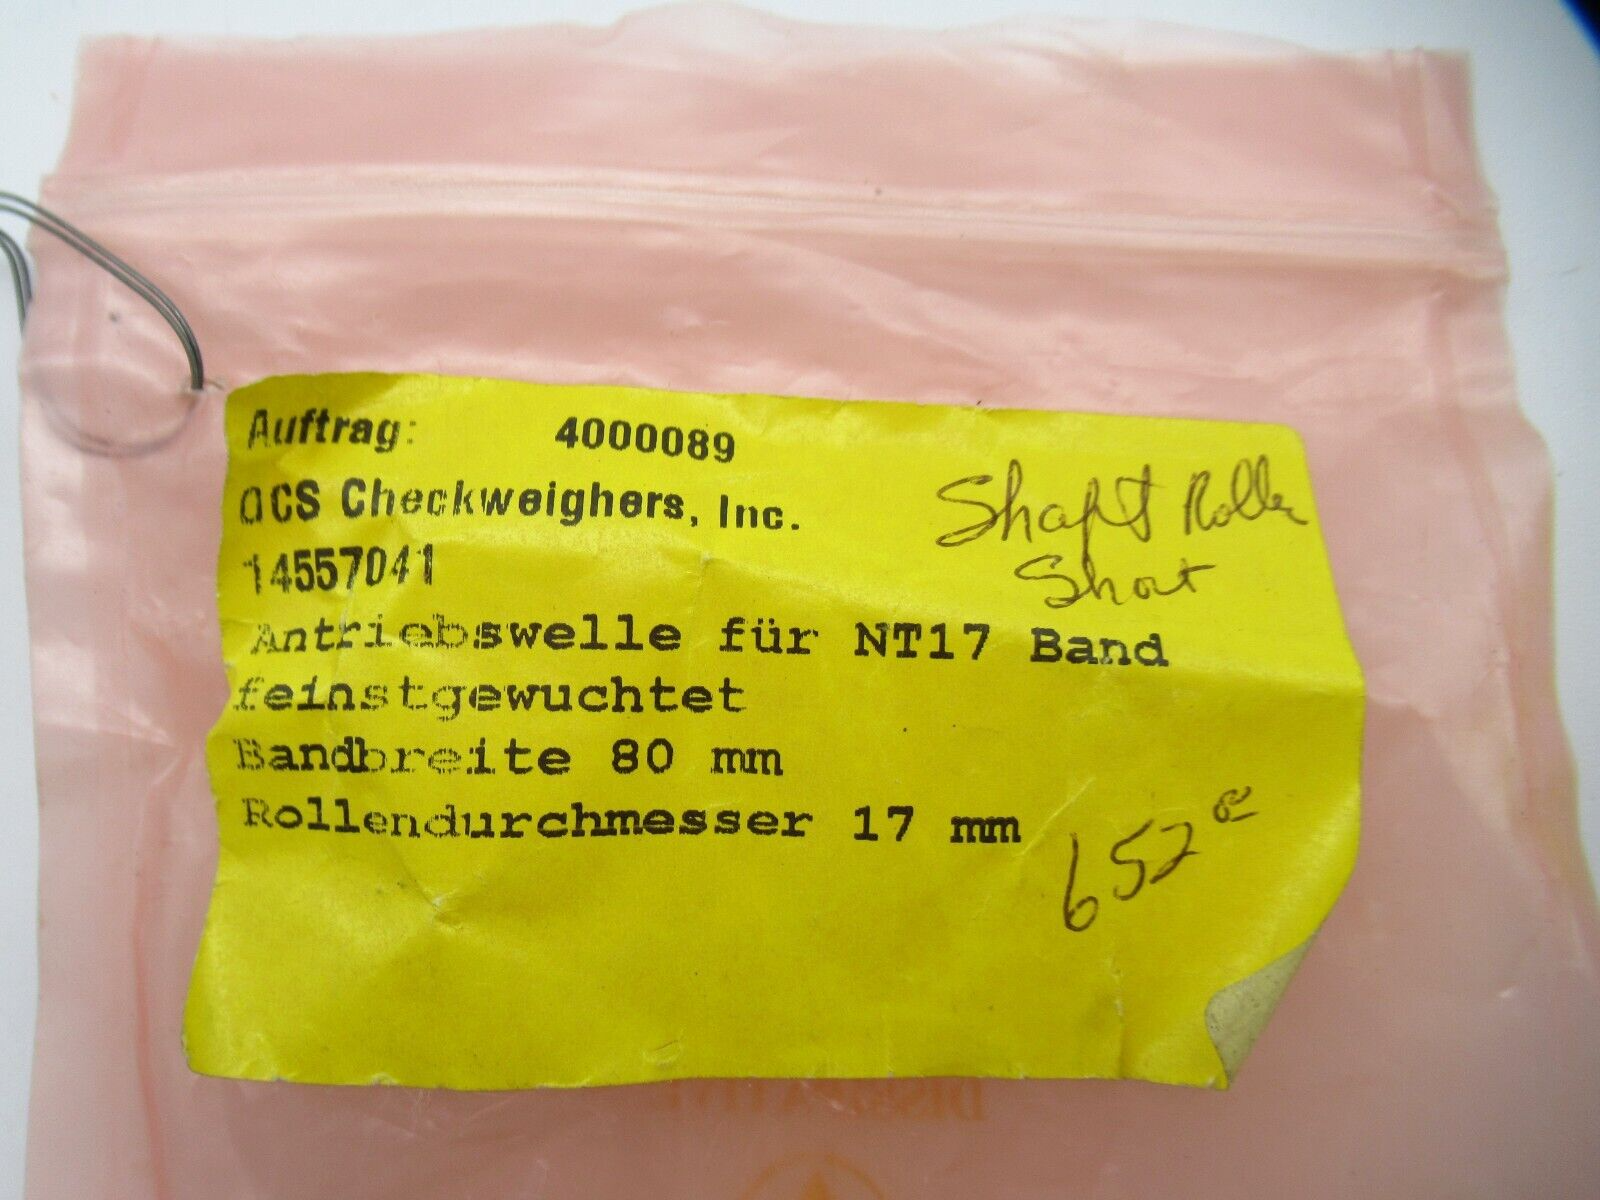 Auftrag: 4000089
OCS Checkweighers, Inc.
14557041
Shaft Roller
Short
Antriebswelle für NT17 Band
feinstgewuchtet
Bandbreite 80 mm
Rollendurchmesser 17 mm
652